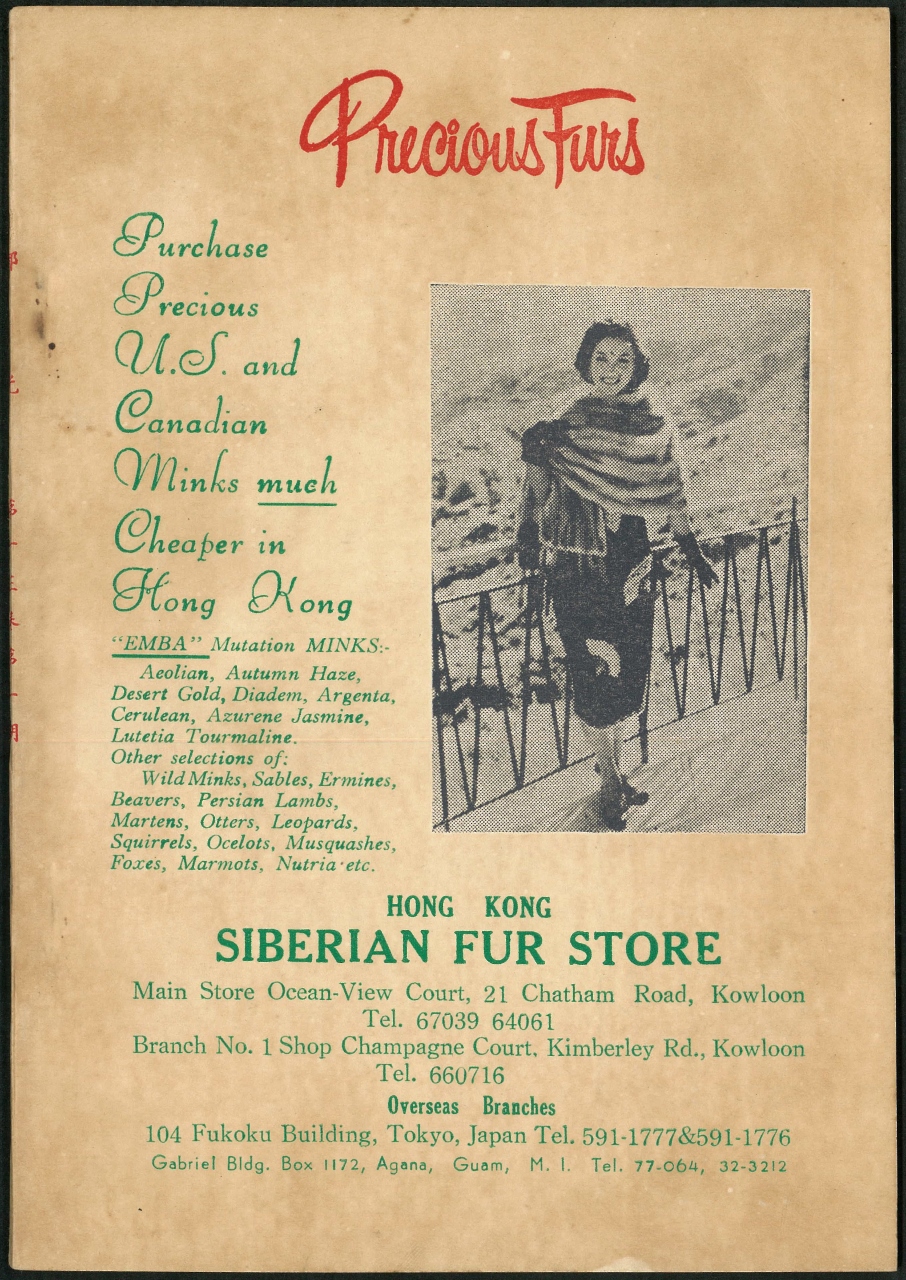 Precious Furs
Purchase
Precious
U.S. and
Canadian
Minks much
Cheaper in
Hong Kong
"EMBA" Mutation MINKS:-
Aeolian, Autumn Haze,
Desert Gold, Diadem, Argenta,
Cerulean, Azurene Jasmine,
Lutetia Tourmaline.
Other selections of:
Wild Minks, Sables, Ermines,
Beavers, Persian Lambs,
Martens, Otters, Leopards,
Squirrels, Ocelots, Musquashes,
Foxes, Marmots, Nutria·etc.
HONG KONG
SIBERIAN FUR STORE
Main Store Ocean-View Court, 21 Chatham Road, Kowloon
Tel. 67039 64061
Branch No. 1 Shop Champagne Court, Kimberley Rd., Kowloon
Tel. 660716
Overseas Branches
104 Fukoku Building, Tokyo, Japan Tel. 591-1777&591-1776
Gabriel Bldg. Box 1172, Agana, Guam, M. I. Tel. 77-064, 32-3212